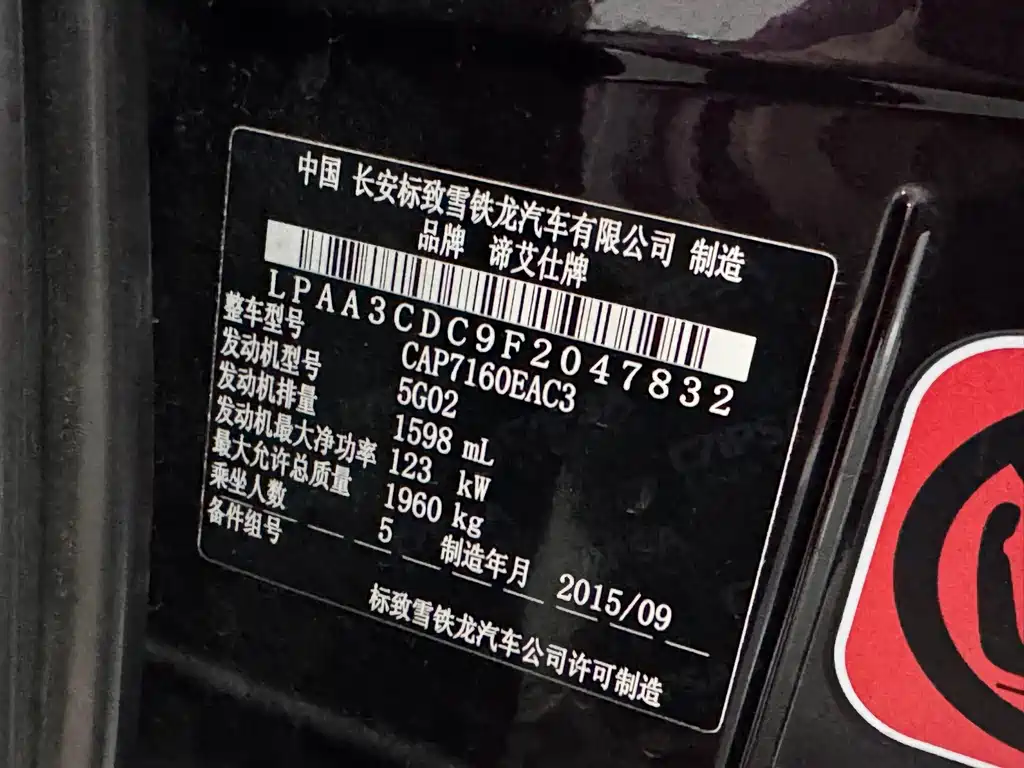 中国 长安标致雪铁龙汽车有限公司 制造
品牌 谛艾仕牌
LPAA3CDC9F2047832
整车型号 CAP7160EAC3
发动机型号 5G02
发动机排量 1598 mL
发动机最大净功率 123 kW
最大允许总质量 1960 kg
乘坐人数 5 制造年月 2015/09
备件组号
标致雪铁龙汽车公司许可制造